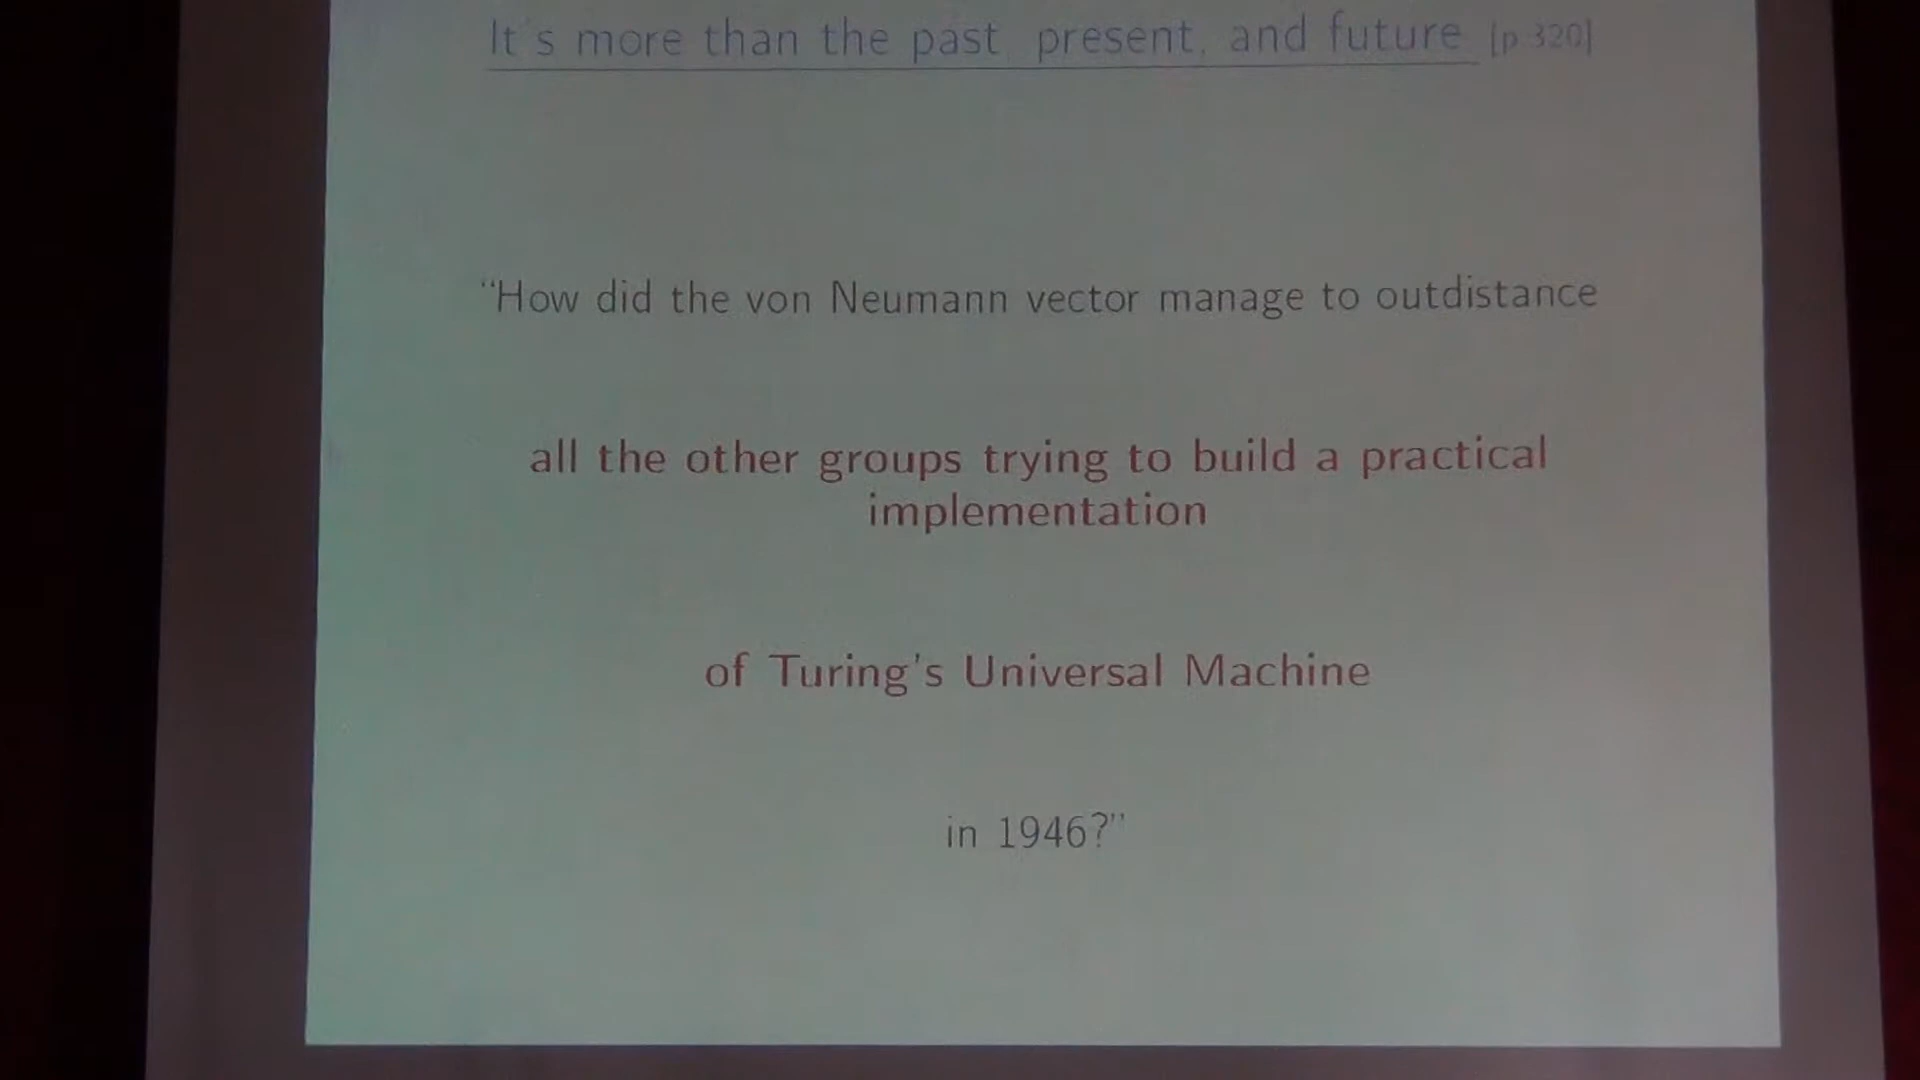 It's more than the past present, and future [p 320]
“How did the von Neumann vector manage to outdistance
all the other groups trying to build a practical
implementation
of Turing's Universal Machine
in 1946?”